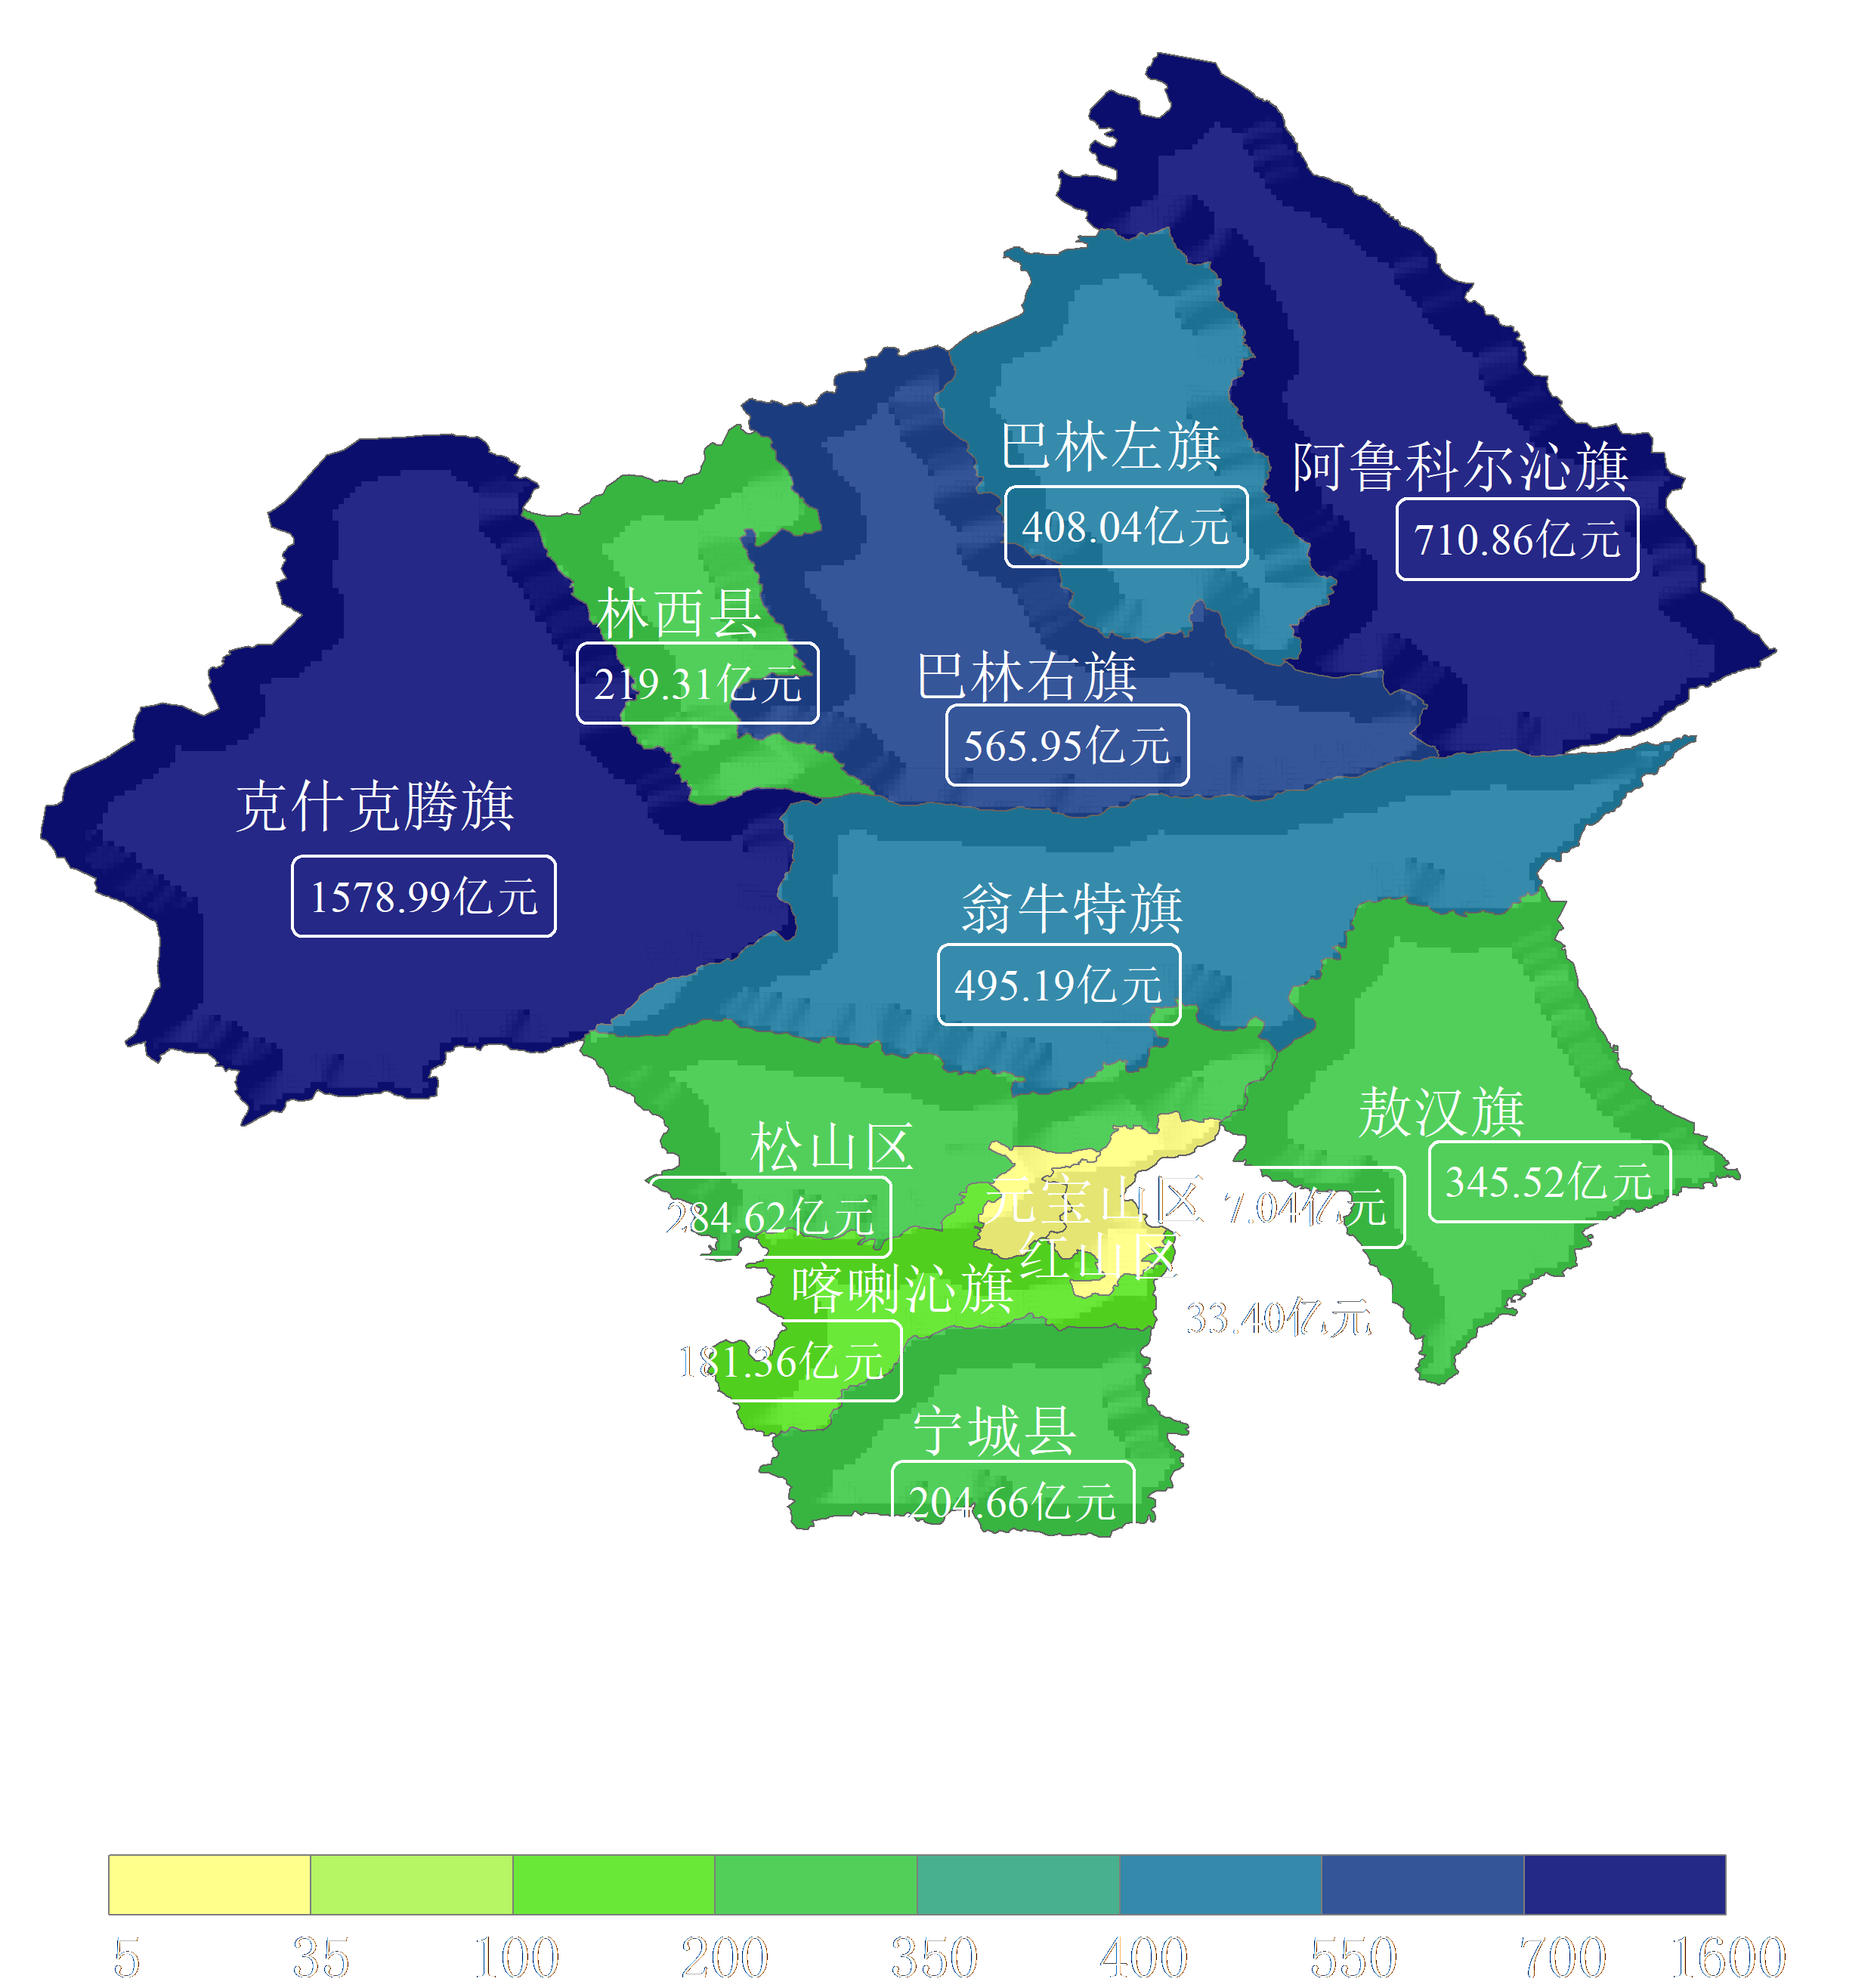 巴林左旗
408.04亿元
阿鲁科尔沁旗
710.86亿元
林西县
219.31亿元
巴林右旗
565.95亿元
克什克腾旗
1578.99亿元
翁牛特旗
495.19亿元
敖汉旗
345.52亿元
松山区
284.62亿元
元宝山区
7.04亿元
红山区
33.40亿元
喀喇沁旗
181.36亿元
宁城县
204.66亿元
5 35 100 200 350 400 550 700 1600